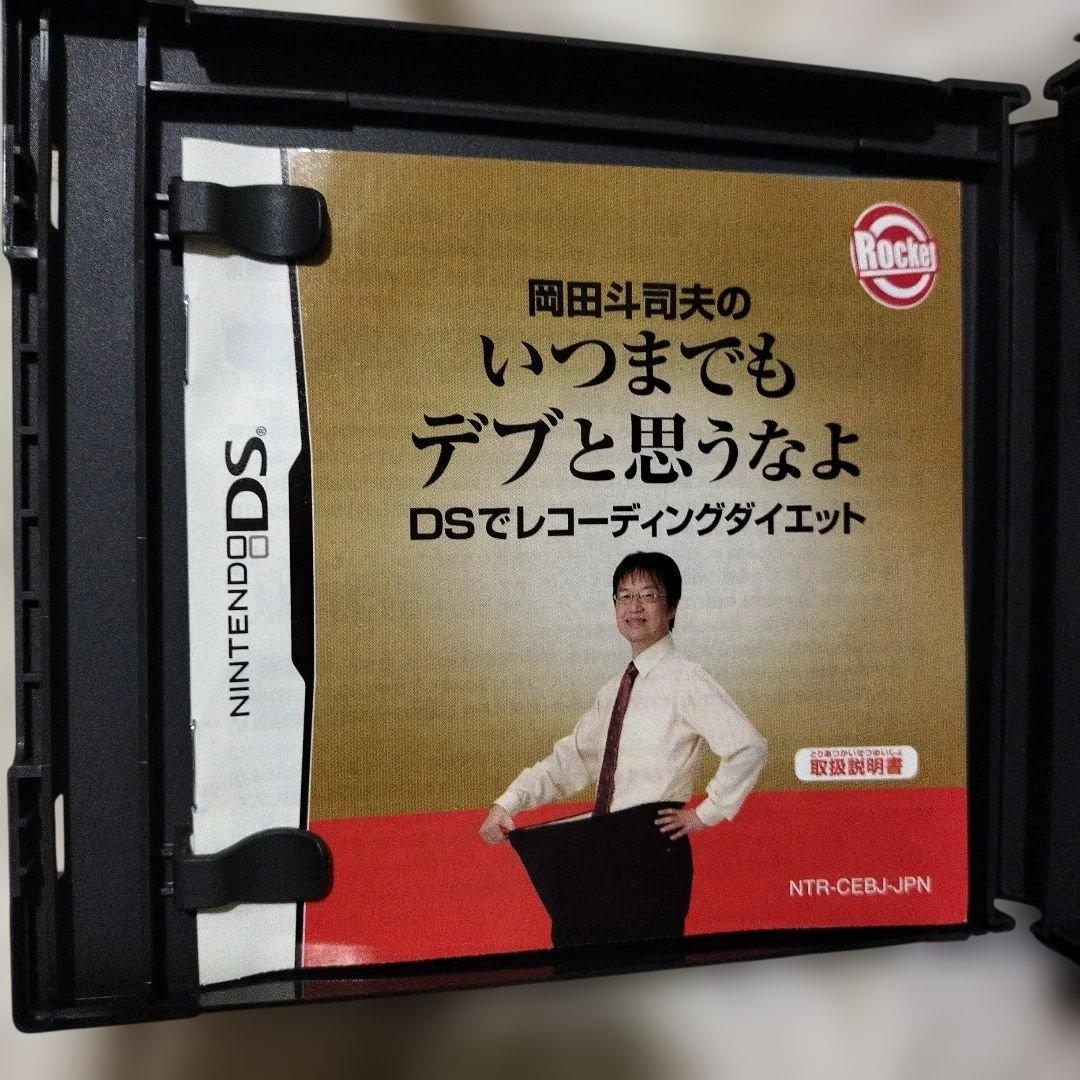 Rocket
岡田斗司夫の
いつまでも
デブと思うなよ
DSでレコーディングダイエット
NINTENDO DS®
とりあつかいせつめいしょ
取扱説明書
NTR-CEBJ-JPN